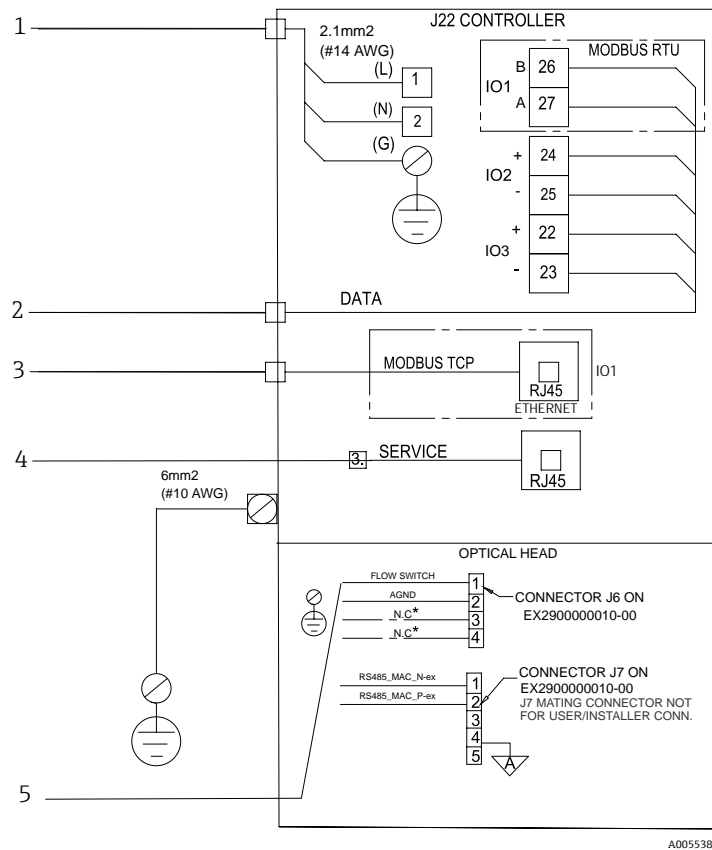 1
J22 CONTROLLER
2.1mm2
(#14 AWG)
(L)
1
(N)
2
(G)
MODBUS RTU
IO1
B
26
A
27
IO2
+
24
-
25
IO3
+
22
-
23
2
DATA
3
MODBUS TCP
RJ45
ETHERNET
IO1
4
3.
SERVICE
RJ45
6mm2
(#10 AWG)
OPTICAL HEAD
FLOW SWITCH
1
AGND
2
N.C*
3
N.C*
4
CONNECTOR J6 ON
EX2900000010-00
RS485_MAC_N-ex
1
RS485_MAC_P-ex
2
3
4
5
CONNECTOR J7 ON
EX2900000010-00
J7 MATING CONNECTOR NOT
FOR USER/INSTALLER CONN.
A
5
A005538